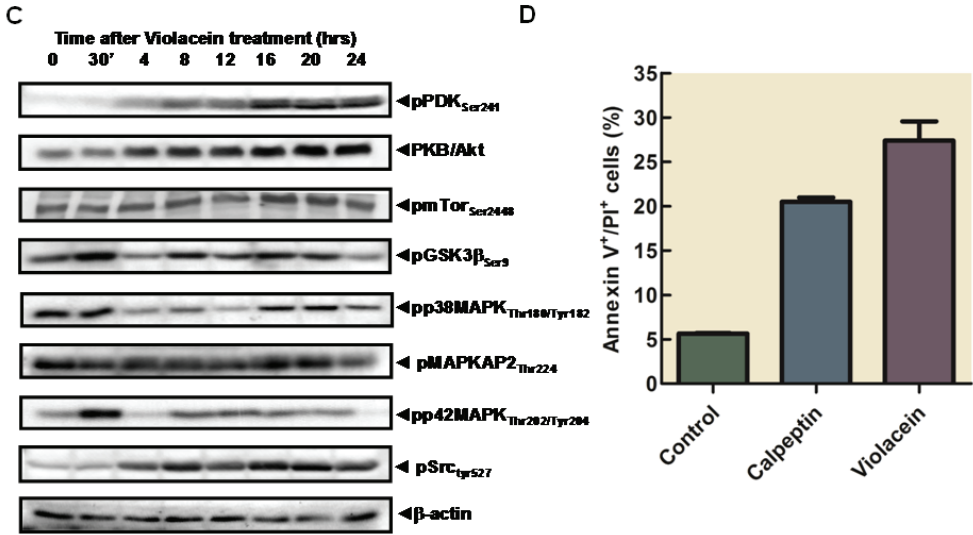 C
Time after Violacein treatment (hrs)
0 30' 4 8 12 16 20 24
◄pPDKSer241
◄PKB/Akt
◄pmTorSer2448
◄pGSK3βSer9
◄pp38MAPKThr180/Tyr182
◄pMAPKAP2Thr224
◄pp42MAPKThr202/Tyr204
◄pSrctyr527
◄β-actin
D
Annexin V+/PI+ cells (%)
35
30
25
20
15
10
5
0
Control
Calpeptin
Violacein